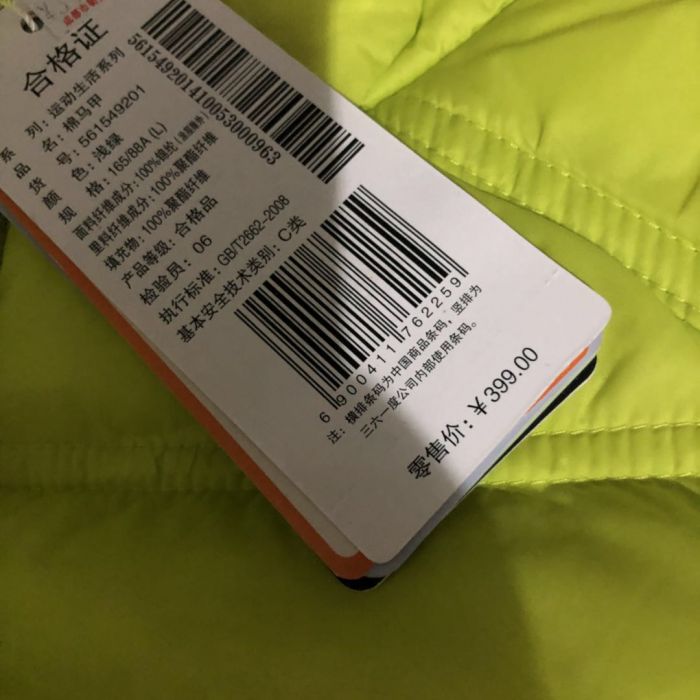 合格证
系 列: 运动生活系列
品 名: 棉马甲
货 号: 561549201
颜 色: 浅绿
规 格: 165/88A (L)
面料纤维成分: 100%锦纶
里料纤维成分: 100%聚酯纤维
填充物: 100%聚酯纤维
产品等级: 合格品
检验员: 06
执行标准: GB/T2662-2008
基本安全技术类别: C类
561549201410053000963
6900411762259
注: 横排条码为中国商品条码, 竖排为
三六一度公司内部使用条码。
零售价: ¥399.00